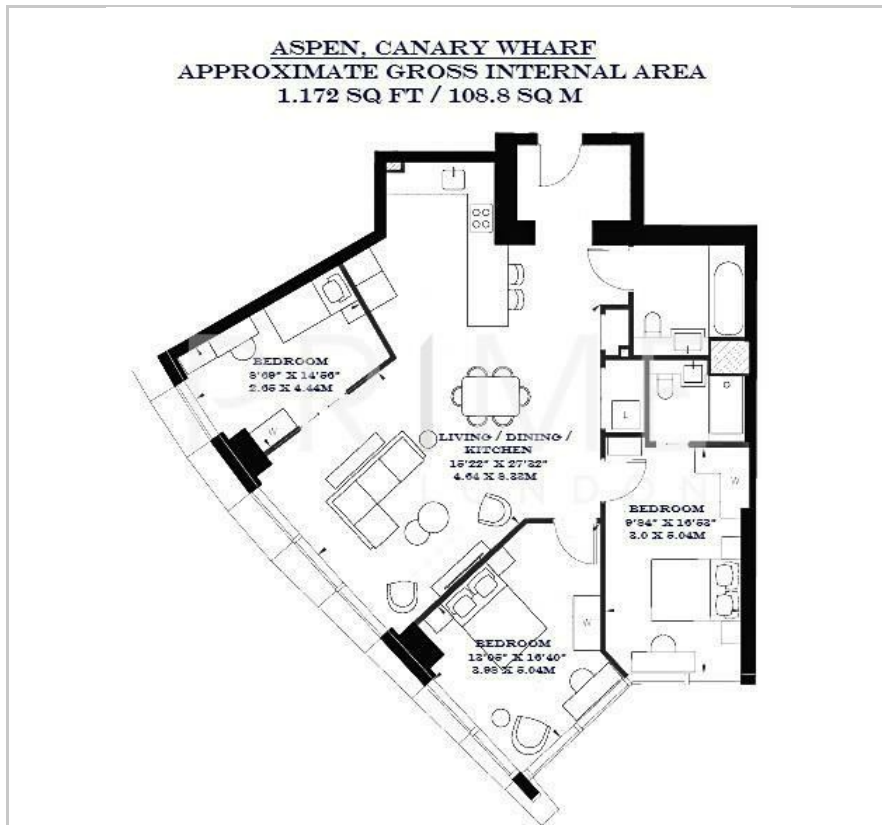 ASPEN, CANARY WHARF
APPROXIMATE GROSS INTERNAL AREA
1.172 SQ FT / 108.8 SQ M
BEDROOM
8'69" X 14'56"
2.65 X 4.44M
W
LIVING / DINING /
KITCHEN
15'22" X 27'32"
4.64 X 8.33M
L
BEDROOM
9'84" X 16'53"
3.0 X 5.04M
W
BEDROOM
13'05" X 16'40"
3.98 X 5.04M
W
PRIME
LONDON